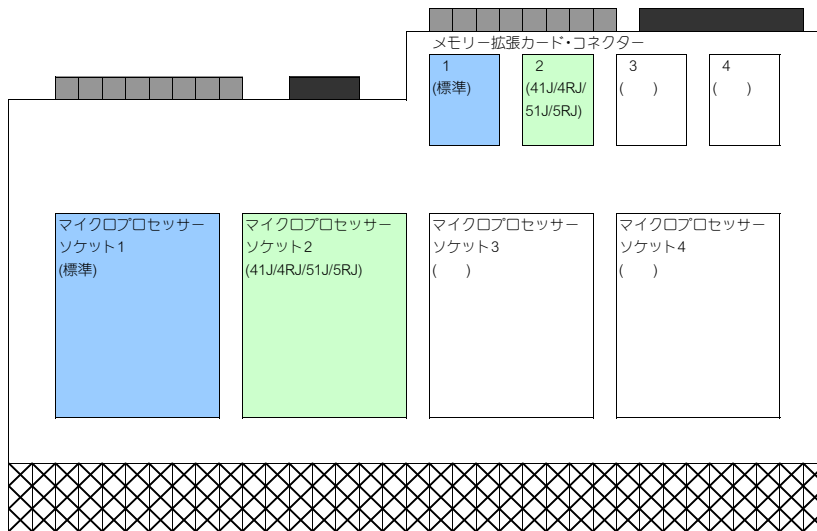 メモリー拡張カード・コネクター
1
(標準)
2
(41J/4RJ/
51J/5RJ)
3
(　　)
4
(　　)
マイクロプロセッサー
ソケット1
(標準)
マイクロプロセッサー
ソケット2
(41J/4RJ/51J/5RJ)
マイクロプロセッサー
ソケット3
(　　)
マイクロプロセッサー
ソケット4
(　　)